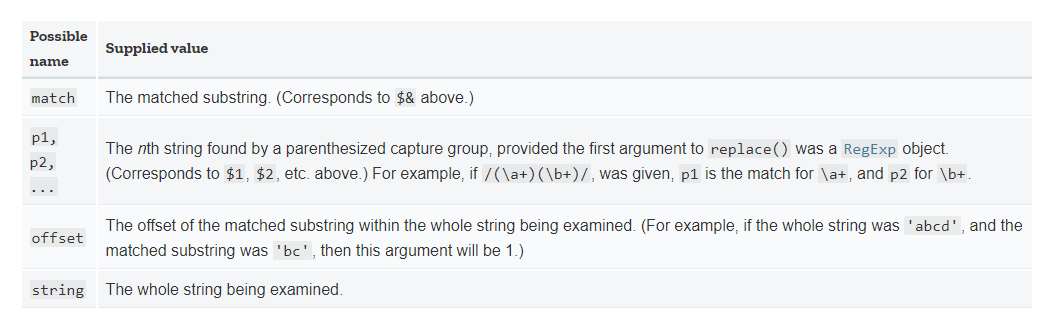 Possible
name
Supplied value
match
The matched substring. (Corresponds to $& above.)
p1,
p2,
...
The nth string found by a parenthesized capture group, provided the first argument to replace() was a RegExp object.
(Corresponds to $1, $2, etc. above.) For example, if /(\a+)(\b+)/, was given, p1 is the match for \a+, and p2 for \b+.
offset
The offset of the matched substring within the whole string being examined. (For example, if the whole string was 'abcd', and the
matched substring was 'bc', then this argument will be 1.)
string
The whole string being examined.